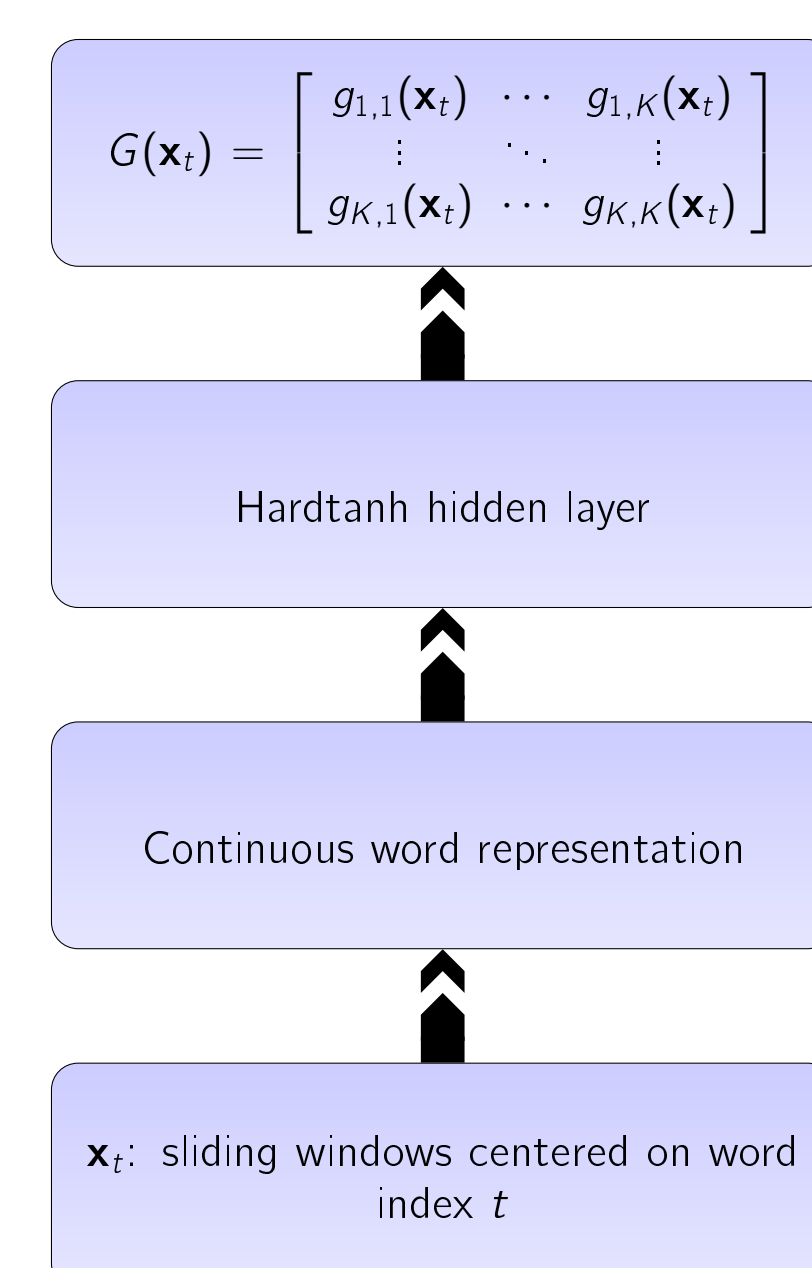 g_{1,1}(𝐱_t) ⋯ g_{1,K}(𝐱_t)
G(𝐱_t) = [ ⋮ ⋱ ⋮ ]
g_{K,1}(𝐱_t) ⋯ g_{K,K}(𝐱_t)
Hardtanh hidden layer
Continuous word representation
𝐱_t: sliding windows centered on word
index t